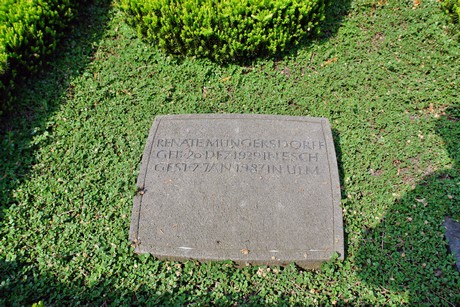 RENATE MUNGERSDORFF
GEB 26 DEZ 1929 IN ESCH
GEST 7 JAN 1987 IN ULM